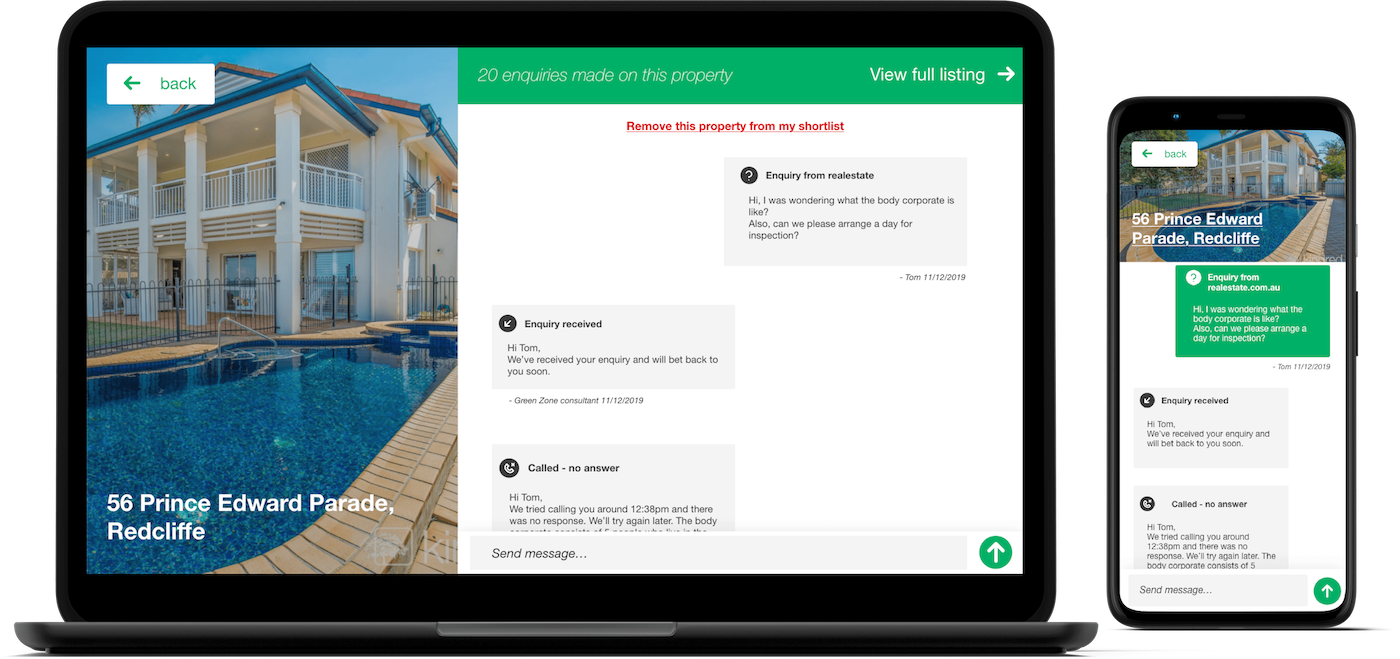 back
20 enquiries made on this property
View full listing
Remove this property from my shortlist
Enquiry from realestate
Hi, I was wondering what the body corporate is
like?
Also, can we please arrange a day for
inspection?
- Tom 11/12/2019
Enquiry received
Hi Tom,
We've received your enquiry and will bet back to
you soon.
- Green Zone consultant 11/12/2019
Called - no answer
Hi Tom,
We tried calling you around 12:38pm and there
was no response. We'll try again later. The body
corporate consists of 5 people who live in the
56 Prince Edward Parade,
Redcliffe
Send message...
back
56 Prince Edward
Parade, Redcliffe
Enquiry from
realestate.com.au
Hi, I was wondering what the
body corporate is like?
Also, can we please arrange a
day for inspection?
- Tom 11/12/2019
Enquiry received
Hi Tom,
We've received your enquiry and
will bet back to you soon.
Called - no answer
Hi Tom,
We tried calling you around
12:38pm and there was no
response. We'll try again later. The
body corporate consists of 5
Send message...